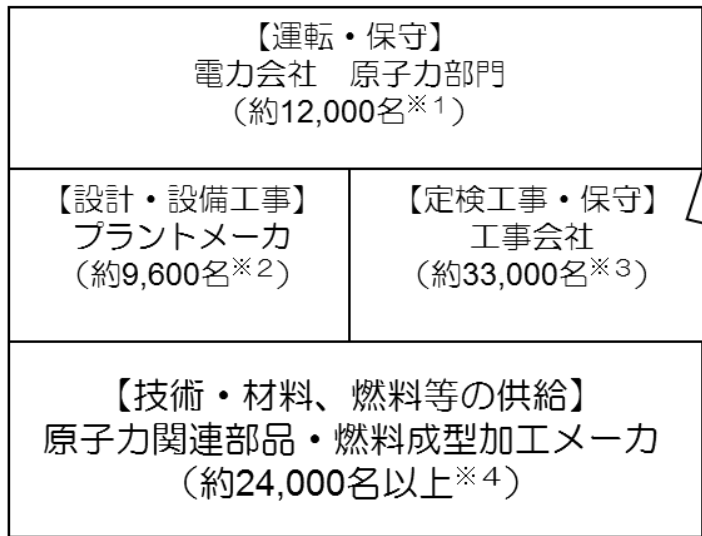 【運転・保守】
電力会社　原子力部門
（約12,000名※1）
【設計・設備工事】
プラントメーカ
（約9,600名※2）
【定検工事・保守】
工事会社
（約33,000名※3）
【技術・材料、燃料等の供給】
原子力関連部品・燃料成型加工メーカ
（約24,000名以上※4）